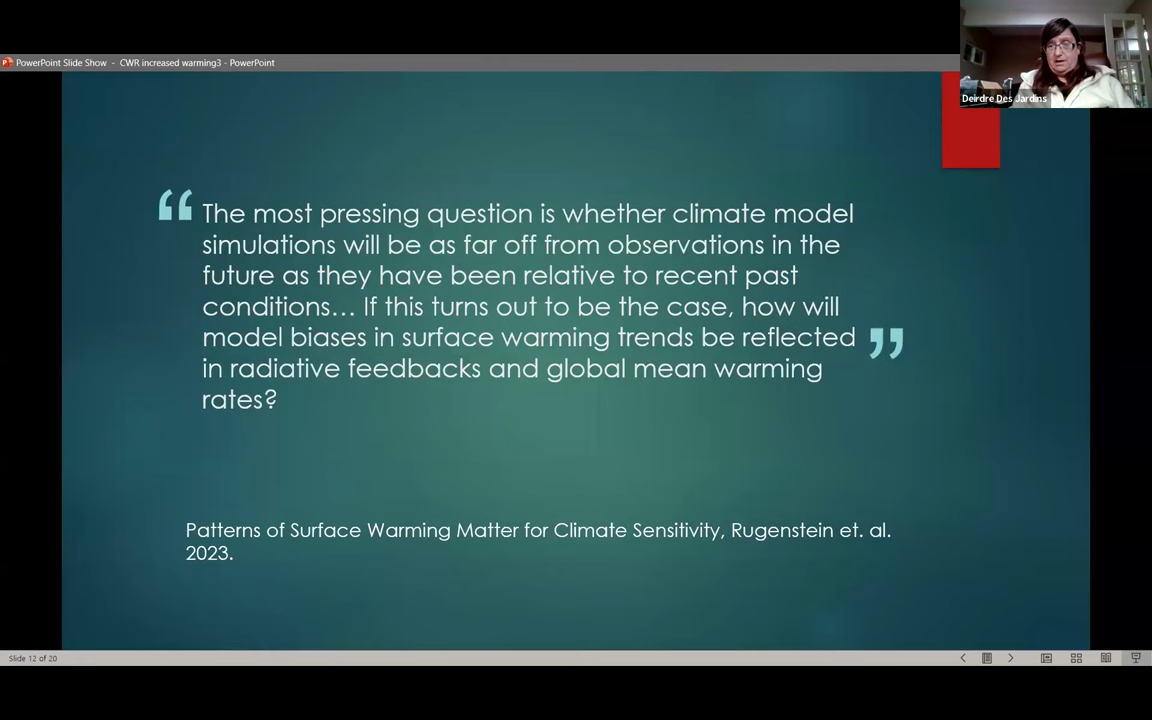 PowerPoint Slide Show - CWR increased warming3 - PowerPoint
Deirdre Des Jardins
“ The most pressing question is whether climate model
simulations will be as far off from observations in the
future as they have been relative to recent past
conditions… If this turns out to be the case, how will
model biases in surface warming trends be reflected ”
in radiative feedbacks and global mean warming
rates?
Patterns of Surface Warming Matter for Climate Sensitivity, Rugenstein et. al.
2023.
Slide 12 of 20